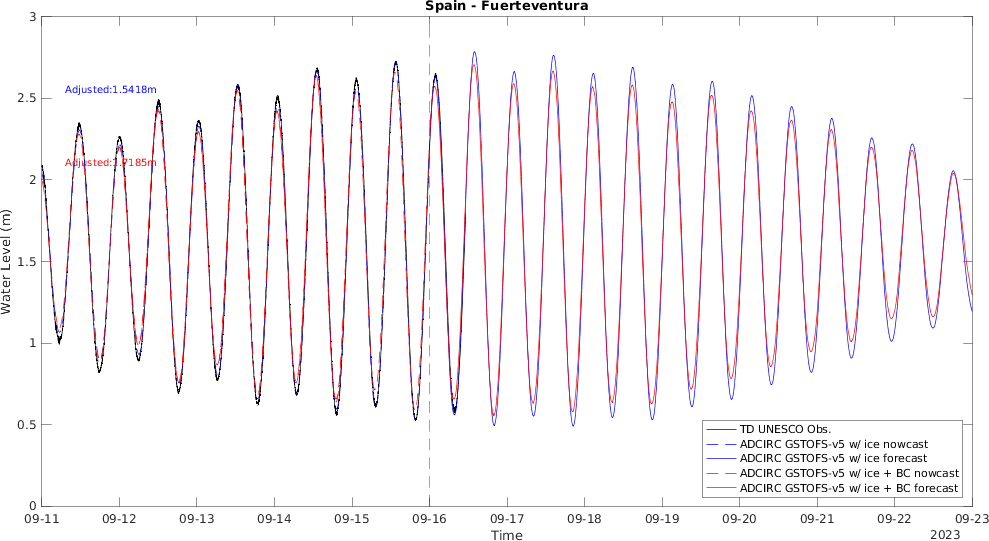 Spain - Fuerteventura
3
2.5
2
1.5
1
0.5
0
Water Level (m)
Adjusted:1.5418m
Adjusted:1.7185m
TD UNESCO Obs.
ADCIRC GSTOFS-v5 w/ ice nowcast
ADCIRC GSTOFS-v5 w/ ice forecast
ADCIRC GSTOFS-v5 w/ ice + BC nowcast
ADCIRC GSTOFS-v5 w/ ice + BC forecast
09-11 09-12 09-13 09-14 09-15 09-16 09-17 09-18 09-19 09-20 09-21 09-22 09-23
Time
2023